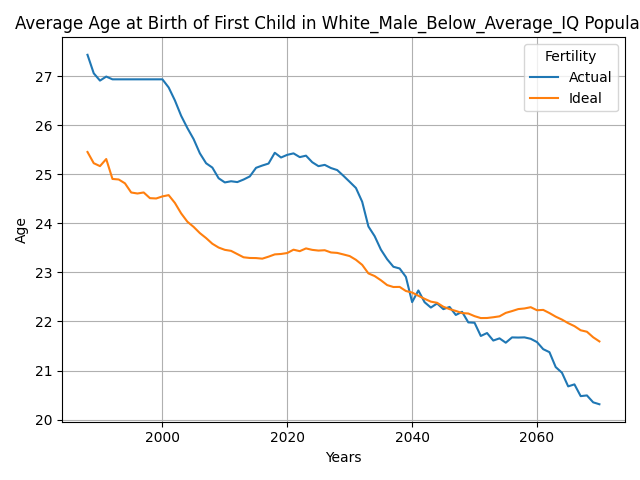 Average Age at Birth of First Child in White_Male_Below_Average_IQ Popula
Fertility
Actual
Ideal
27
26
25
24
23
22
21
20
Age
2000 2020 2040 2060
Years